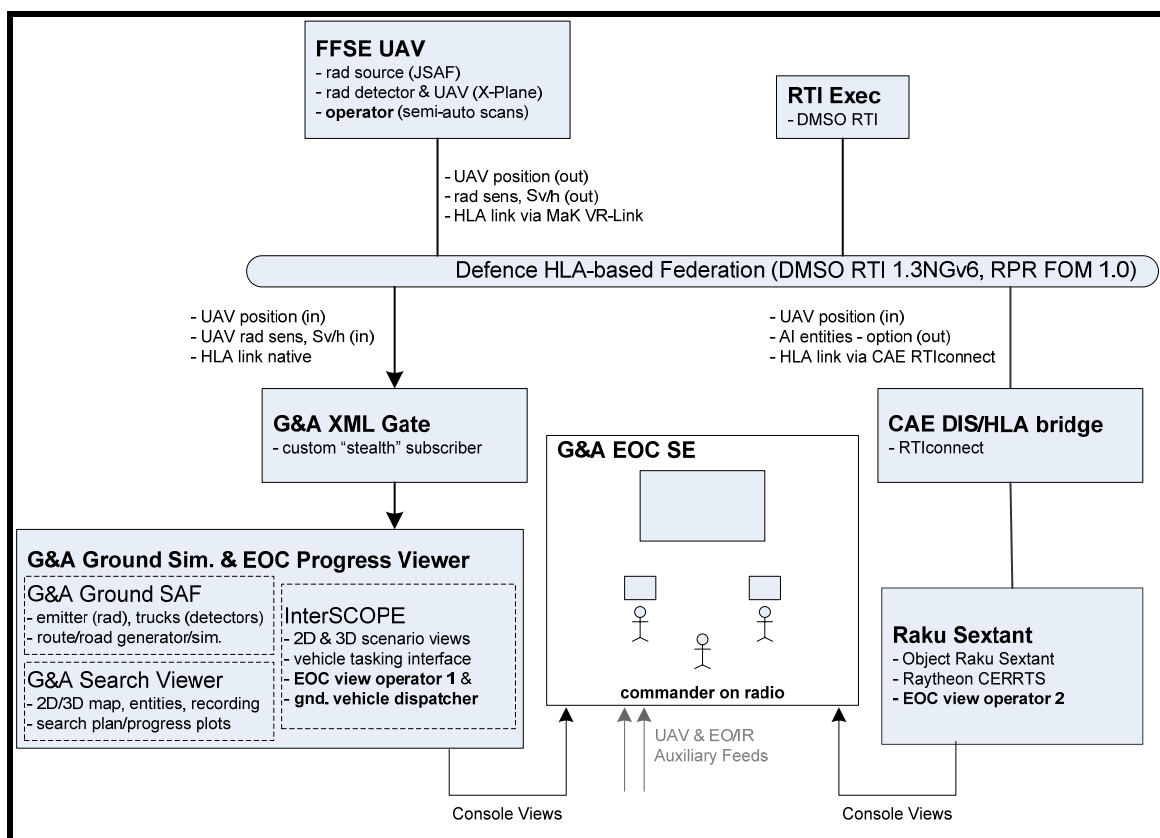 FFSE UAV
- rad source (JSAF)
- rad detector & UAV (X-Plane)
- operator (semi-auto scans)
RTI Exec
- DMSO RTI
- UAV position (out)
- rad sens, Sv/h (out)
- HLA link via MaK VR-Link
Defence HLA-based Federation (DMSO RTI 1.3NGv6, RPR FOM 1.0)
- UAV position (in)
- UAV rad sens, Sv/h (in)
- HLA link native
- UAV position (in)
- AI entities - option (out)
- HLA link via CAE RTIconnect
G&A XML Gate
- custom “stealth” subscriber
CAE DIS/HLA bridge
- RTIconnect
G&A EOC SE
commander on radio
G&A Ground Sim. & EOC Progress Viewer
G&A Ground SAF
- emitter (rad), trucks (detectors)
- route/road generator/sim.
G&A Search Viewer
- 2D/3D map, entities, recording
- search plan/progress plots
InterSCOPE
- 2D & 3D scenario views
- vehicle tasking interface
- EOC view operator 1 &
- gnd. vehicle dispatcher
Raku Sextant
- Object Raku Sextant
- Raytheon CERRTS
- EOC view operator 2
UAV & EO/IR
Auxiliary Feeds
Console Views
Console Views